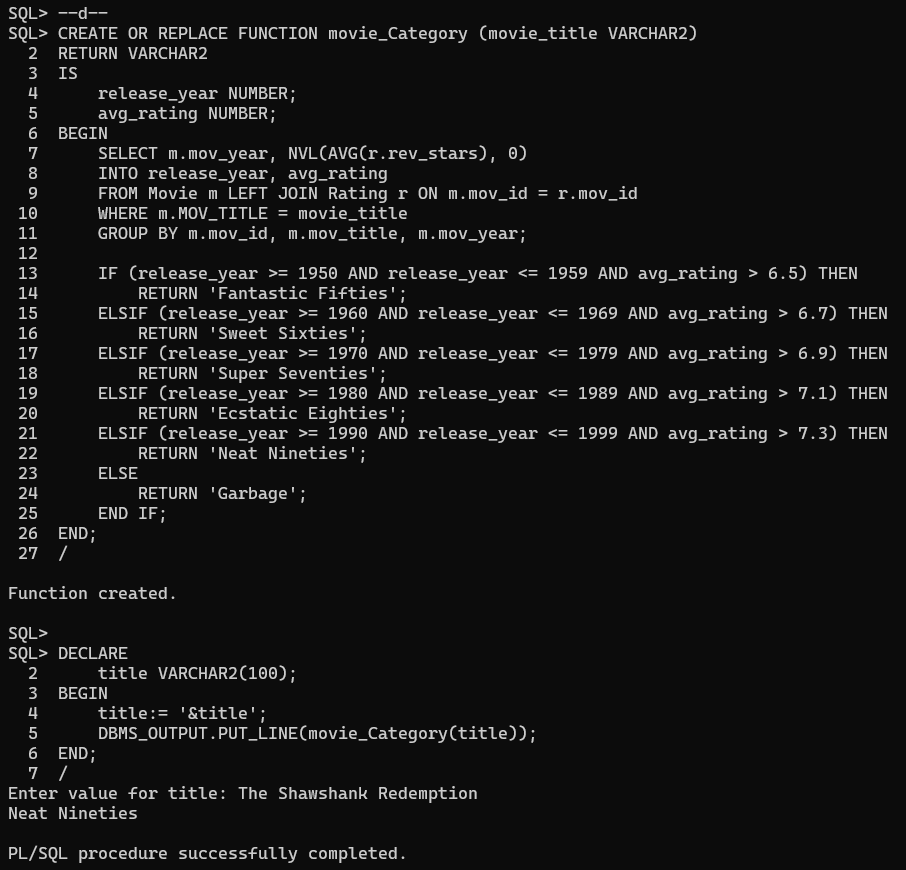 SQL> --d--
SQL> CREATE OR REPLACE FUNCTION movie_Category (movie_title VARCHAR2)
  2  RETURN VARCHAR2
  3  IS
  4      release_year NUMBER;
  5      avg_rating NUMBER;
  6  BEGIN
  7      SELECT m.mov_year, NVL(AVG(r.rev_stars), 0)
  8      INTO release_year, avg_rating
  9      FROM Movie m LEFT JOIN Rating r ON m.mov_id = r.mov_id
 10      WHERE m.MOV_TITLE = movie_title
 11      GROUP BY m.mov_id, m.mov_title, m.mov_year;
 12
 13      IF (release_year >= 1950 AND release_year <= 1959 AND avg_rating > 6.5) THEN
 14          RETURN 'Fantastic Fifties';
 15      ELSIF (release_year >= 1960 AND release_year <= 1969 AND avg_rating > 6.7) THEN
 16          RETURN 'Sweet Sixties';
 17      ELSIF (release_year >= 1970 AND release_year <= 1979 AND avg_rating > 6.9) THEN
 18          RETURN 'Super Seventies';
 19      ELSIF (release_year >= 1980 AND release_year <= 1989 AND avg_rating > 7.1) THEN
 20          RETURN 'Ecstatic Eighties';
 21      ELSIF (release_year >= 1990 AND release_year <= 1999 AND avg_rating > 7.3) THEN
 22          RETURN 'Neat Nineties';
 23      ELSE
 24          RETURN 'Garbage';
 25      END IF;
 26  END;
 27  /

Function created.

SQL>
SQL> DECLARE
  2      title VARCHAR2(100);
  3  BEGIN
  4      title:= '&title';
  5      DBMS_OUTPUT.PUT_LINE(movie_Category(title));
  6  END;
  7  /
Enter value for title: The Shawshank Redemption
Neat Nineties

PL/SQL procedure successfully completed.